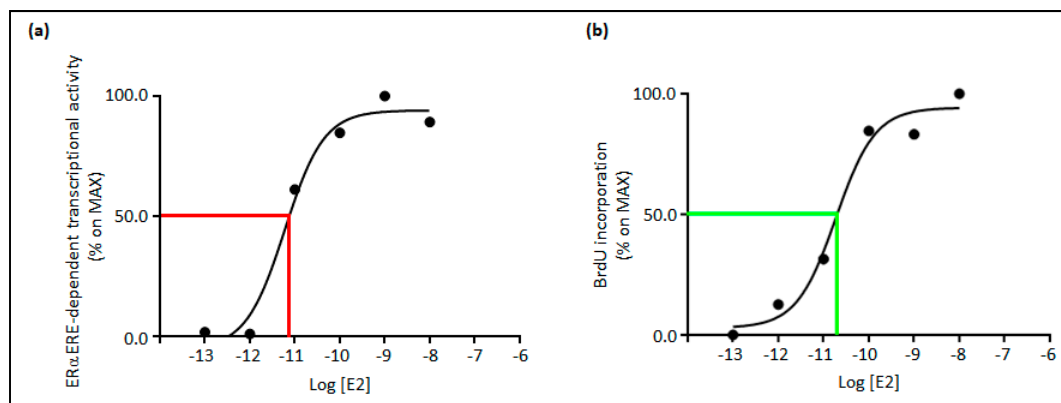 (a)
ERαERE-dependent transcriptional activity
(% on MAX)
100.0
50.0
0.0
-13 -12 -11 -10 -9 -8 -7 -6
Log [E2]
(b)
BrdU incorporation
(% on MAX)
100.0
50.0
0.0
-13 -12 -11 -10 -9 -8 -7 -6
Log [E2]